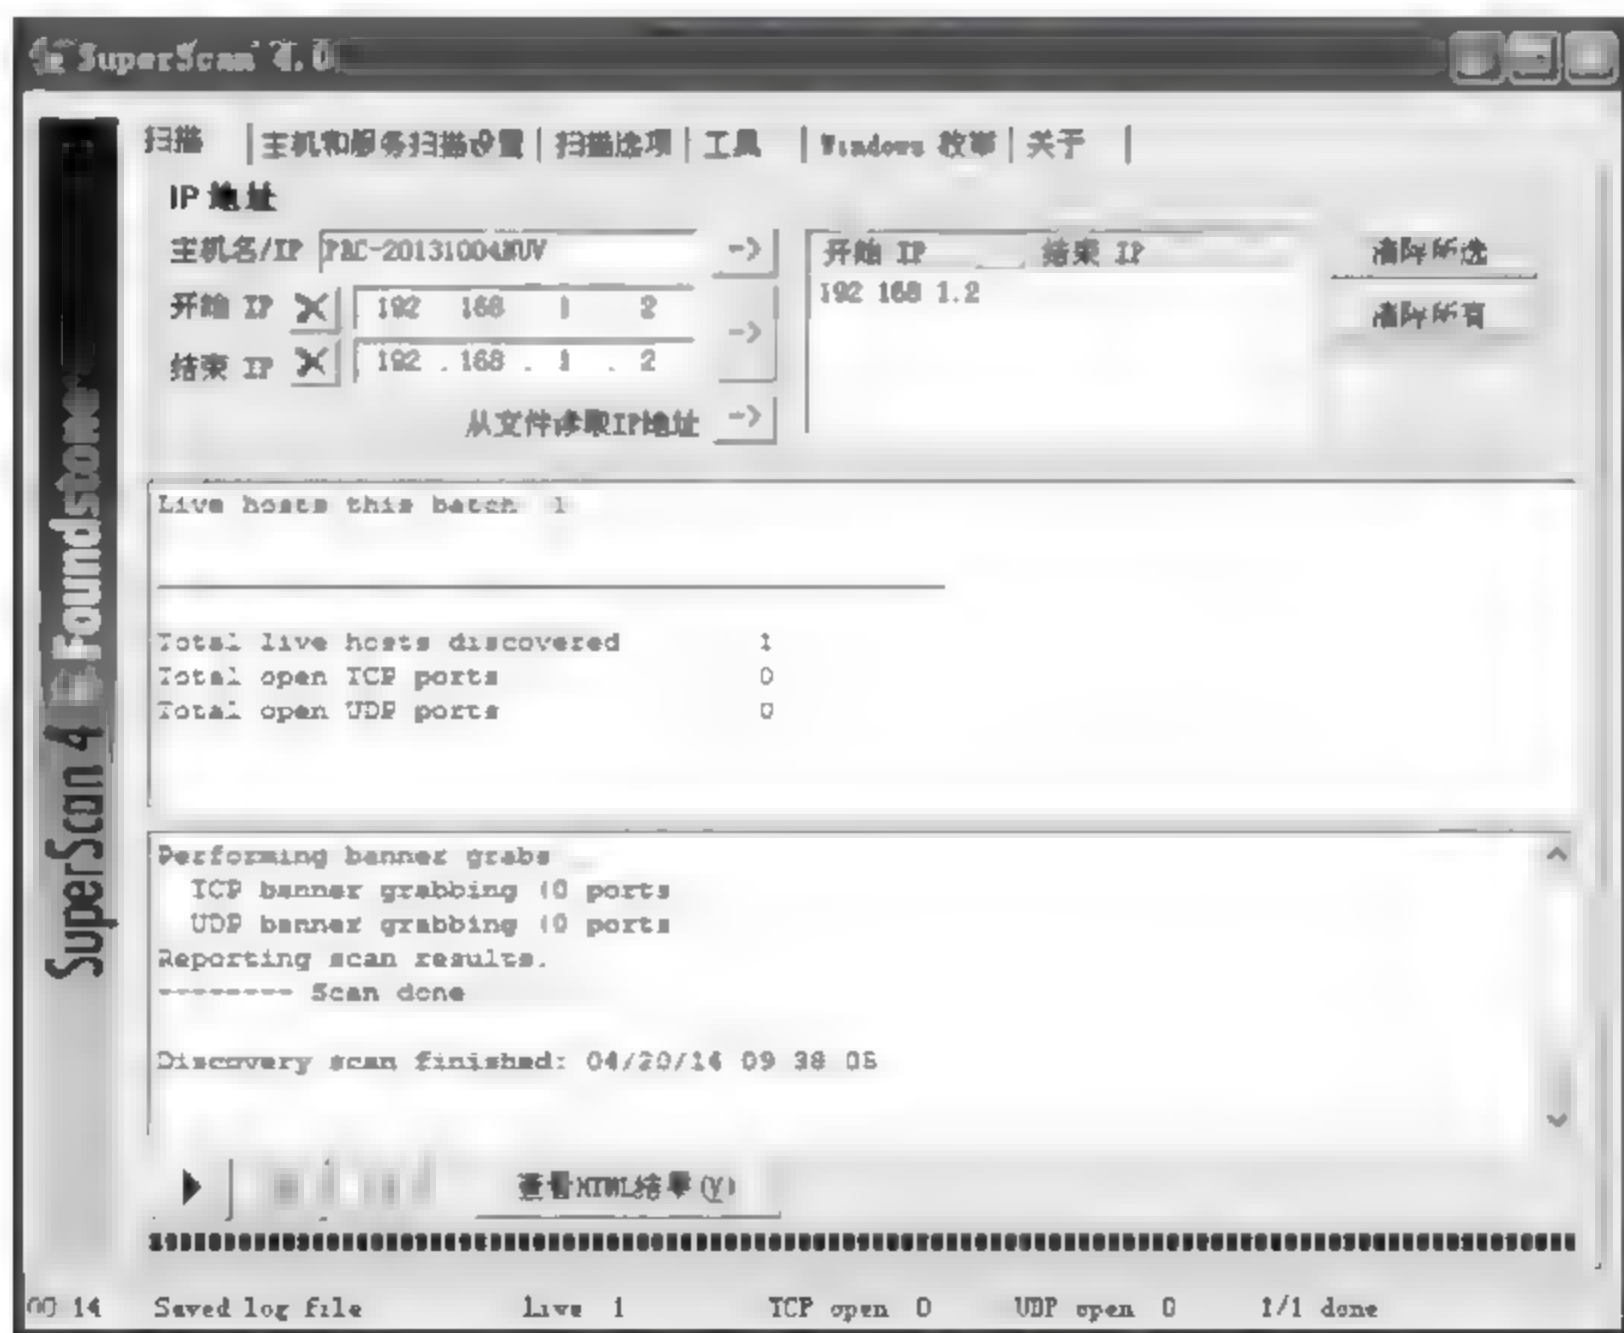 SuperScan 4.0
扫描 主机和服务扫描设置 扫描选项 工具 Windows 枚举 关于
IP 地址
主机名/IP
开始 IP 192 168 1 2
结束 IP 192 . 168 . 1 . 2
从文件读取IP地址
开始 IP 结束 IP
192 168 1.2
清除所选
清除所有
Live hosts this batch 1
Total live hosts discovered 1
Total open TCP ports 0
Total open UDP ports 0
Performing banner grabs
TCP banner grabbing (0 ports
UDP banner grabbing (0 ports
Reporting scan results.
-------- Scan done
Discovery scan finished: 04/20/14 09 38
查看HTML结果(V)
00 14 Saved log file Live 1 TCP open 0 UDP open 0 1/1 done
SuperScan 4 Foundstone